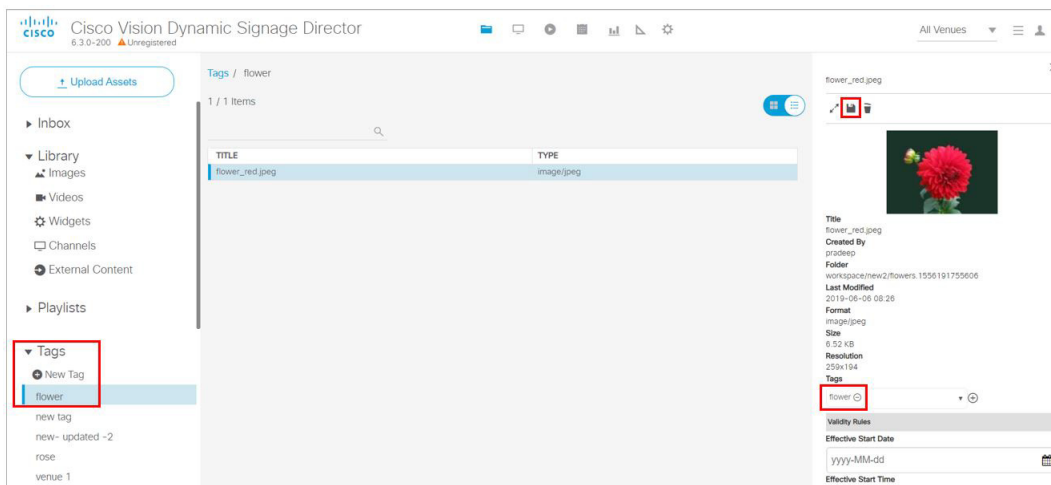 CISCO
Cisco Vision Dynamic Signage Director
6.3.0-200 Unregistered
All Venues
Upload Assets
Inbox
Library
Images
Videos
Widgets
Channels
External Content
Playlists
Tags
New Tag
flower
new tag
new- updated -2
rose
venue 1
Tags / flower
1 / 1 Items
TITLE TYPE
flower_red.jpeg image/jpeg
flower_red.jpeg
Title
flower_red.jpeg
Created By
pradeep
Folder
workspace/new2/flowers.1556191755606
Last Modified
2019-06-06 08:26
Format
image/jpeg
Size
6.52 KB
Resolution
259x194
Tags
flower
Validity Rules
Effective Start Date
yyyy-MM-dd
Effective Start Time